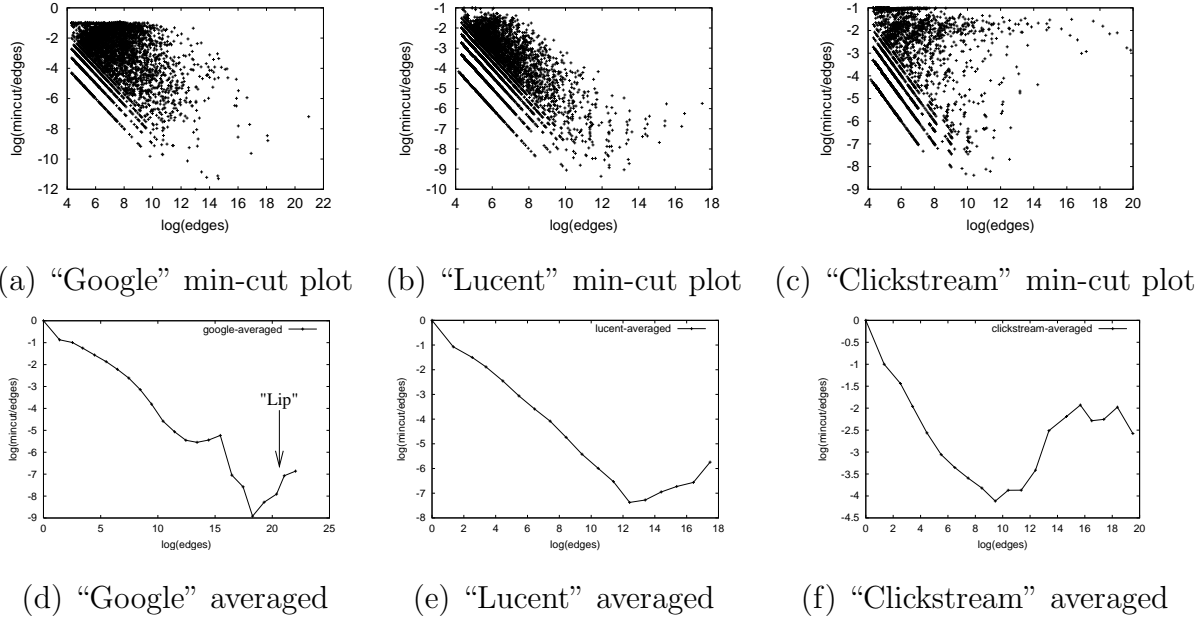 0
-2
-4
-6
-8
-10
-12
4 6 8 10 12 14 16 18 20 22
log(mincut/edges)
log(edges)
-1
-2
-3
-4
-5
-6
-7
-8
-9
-10
4 6 8 10 12 14 16 18
log(mincut/edges)
log(edges)
-1
-2
-3
-4
-5
-6
-7
-8
-9
4 6 8 10 12 14 16 18 20
log(mincut/edges)
log(edges)
(a) “Google” min-cut plot
(b) “Lucent” min-cut plot
(c) “Clickstream” min-cut plot
0
-1
-2
-3
-4
-5
-6
-7
-8
-9
0 5 10 15 20 25
log(mincut/edges)
log(edges)
google-averaged
"Lip"
0
-1
-2
-3
-4
-5
-6
-7
-8
0 2 4 6 8 10 12 14 16 18
log(mincut/edges)
log(edges)
lucent-averaged
0
-0.5
-1
-1.5
-2
-2.5
-3
-3.5
-4
-4.5
0 2 4 6 8 10 12 14 16 18 20
log(mincut/edges)
log(edges)
clickstream-averaged
(d) “Google” averaged
(e) “Lucent” averaged
(f) “Clickstream” averaged